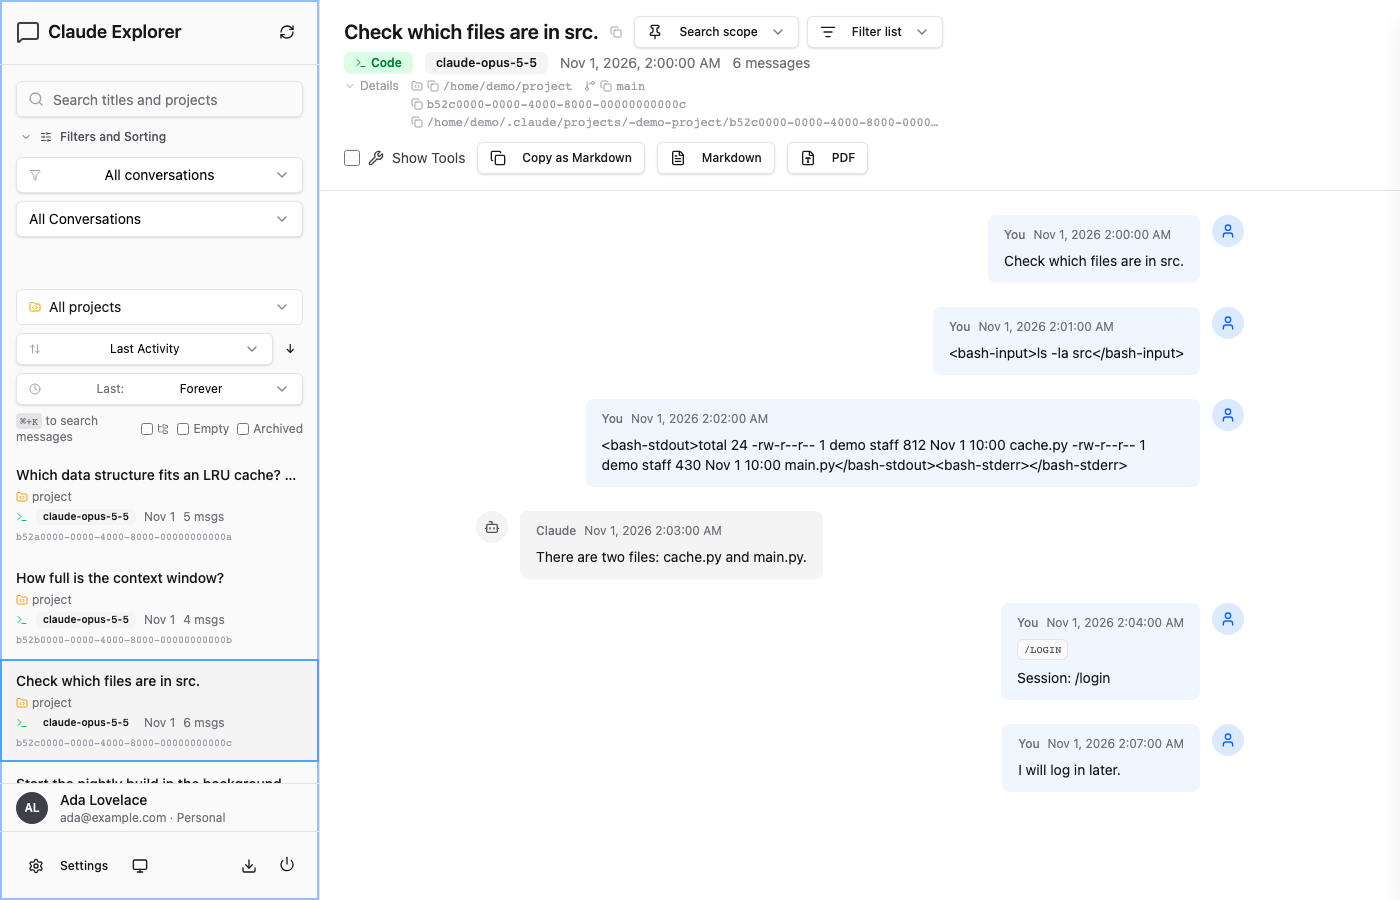 Claude Explorer
Search titles and projects
Filters and Sorting
All conversations
All Conversations
All projects
Last Activity
Last: Forever
⌘+K to search messages
Empty
Archived
Which data structure fits an LRU cache? ...
project
claude-opus-5-5 Nov 1 5 msgs
b52a0000-0000-4000-8000-00000000000a
How full is the context window?
project
claude-opus-5-5 Nov 1 4 msgs
b52b0000-0000-4000-8000-00000000000b
Check which files are in src.
project
claude-opus-5-5 Nov 1 6 msgs
b52c0000-0000-4000-8000-00000000000c
Start the nightly build in the background
AL
Ada Lovelace
ada@example.com · Personal
Settings
Check which files are in src.
Search scope
Filter list
Code claude-opus-5-5 Nov 1, 2026, 2:00:00 AM 6 messages
Details /home/demo/project main
b52c0000-0000-4000-8000-00000000000c
/home/demo/.claude/projects/-demo-project/b52c0000-0000-4000-8000-0000…
Show Tools
Copy as Markdown
Markdown
PDF
You Nov 1, 2026 2:00:00 AM
Check which files are in src.
You Nov 1, 2026 2:01:00 AM
<bash-input>ls -la src</bash-input>
You Nov 1, 2026 2:02:00 AM
<bash-stdout>total 24 -rw-r--r-- 1 demo staff 812 Nov 1 10:00 cache.py -rw-r--r-- 1
demo staff 430 Nov 1 10:00 main.py</bash-stdout><bash-stderr></bash-stderr>
Claude Nov 1, 2026 2:03:00 AM
There are two files: cache.py and main.py.
You Nov 1, 2026 2:04:00 AM
/LOGIN
Session: /login
You Nov 1, 2026 2:07:00 AM
I will log in later.